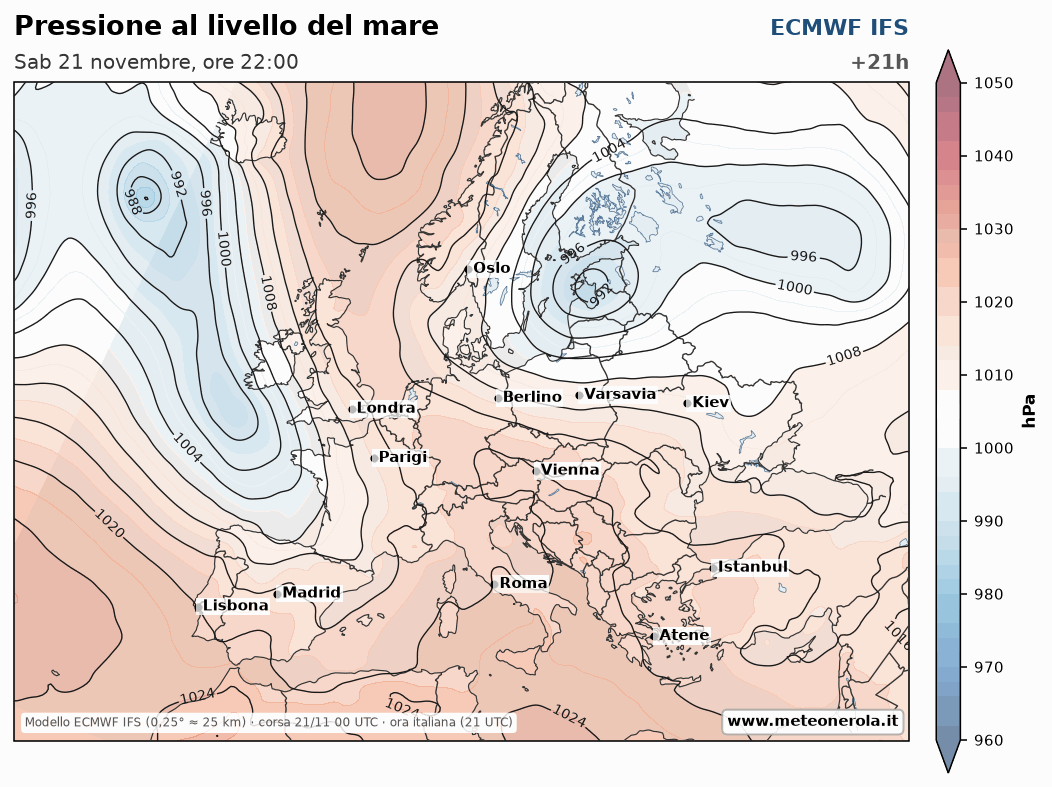 Pressione al livello del mare
ECMWF IFS
Sab 21 novembre, ore 22:00
+21h
1050
1040
1030
1020
1010
1000
990
980
970
960
hPa
1004
996
988
992
996
1000
1008
996
992
996
1000
1008
1004
1020
1024
1024
1024
1016
Oslo
Berlino
Varsavia
Kiev
Londra
Parigi
Vienna
Istanbul
Roma
Madrid
Lisbona
Atene
Modello ECMWF IFS (0,25° ≈ 25 km) · corsa 21/11 00 UTC · ora italiana (21 UTC)
www.meteonerola.it